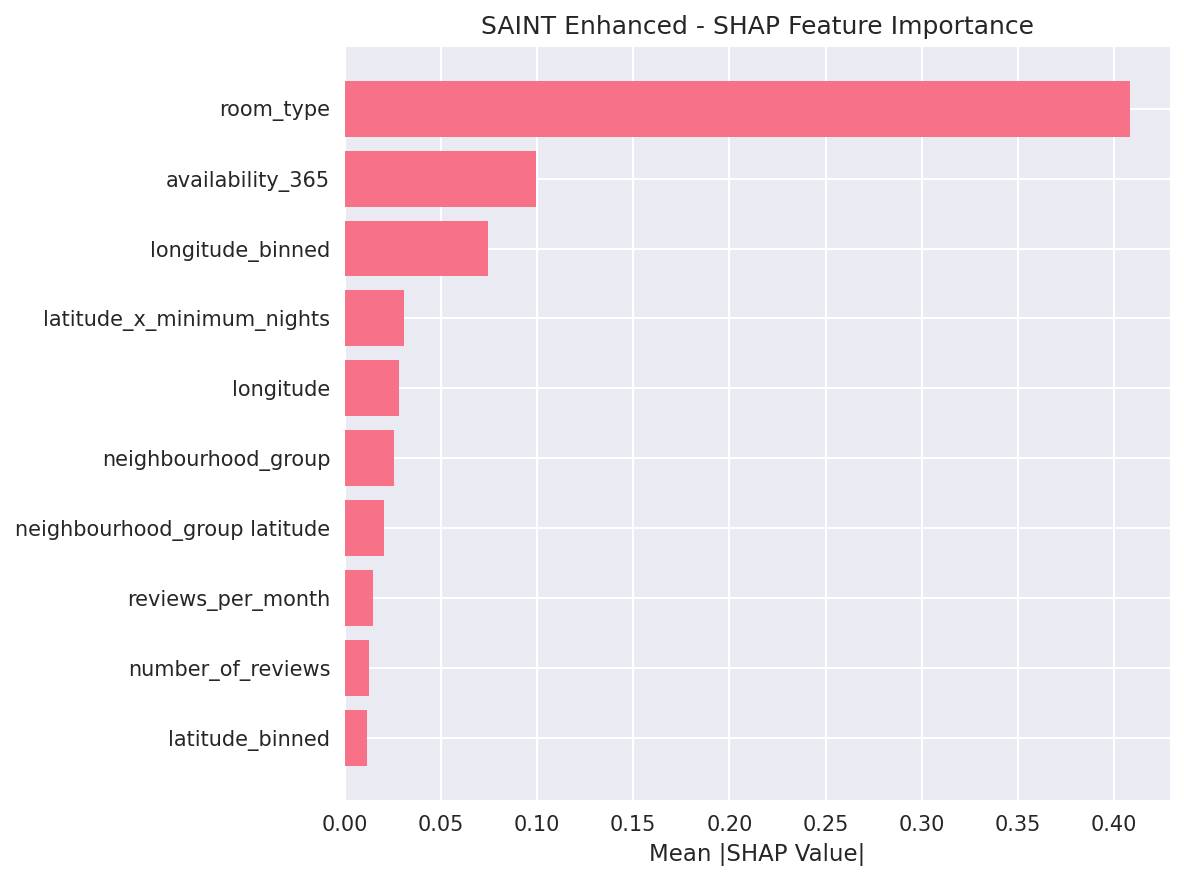 SAINT Enhanced - SHAP Feature Importance
room_type
availability_365
longitude_binned
latitude_x_minimum_nights
longitude
neighbourhood_group
neighbourhood_group latitude
reviews_per_month
number_of_reviews
latitude_binned
0.00 0.05 0.10 0.15 0.20 0.25 0.30 0.35 0.40
Mean |SHAP Value|